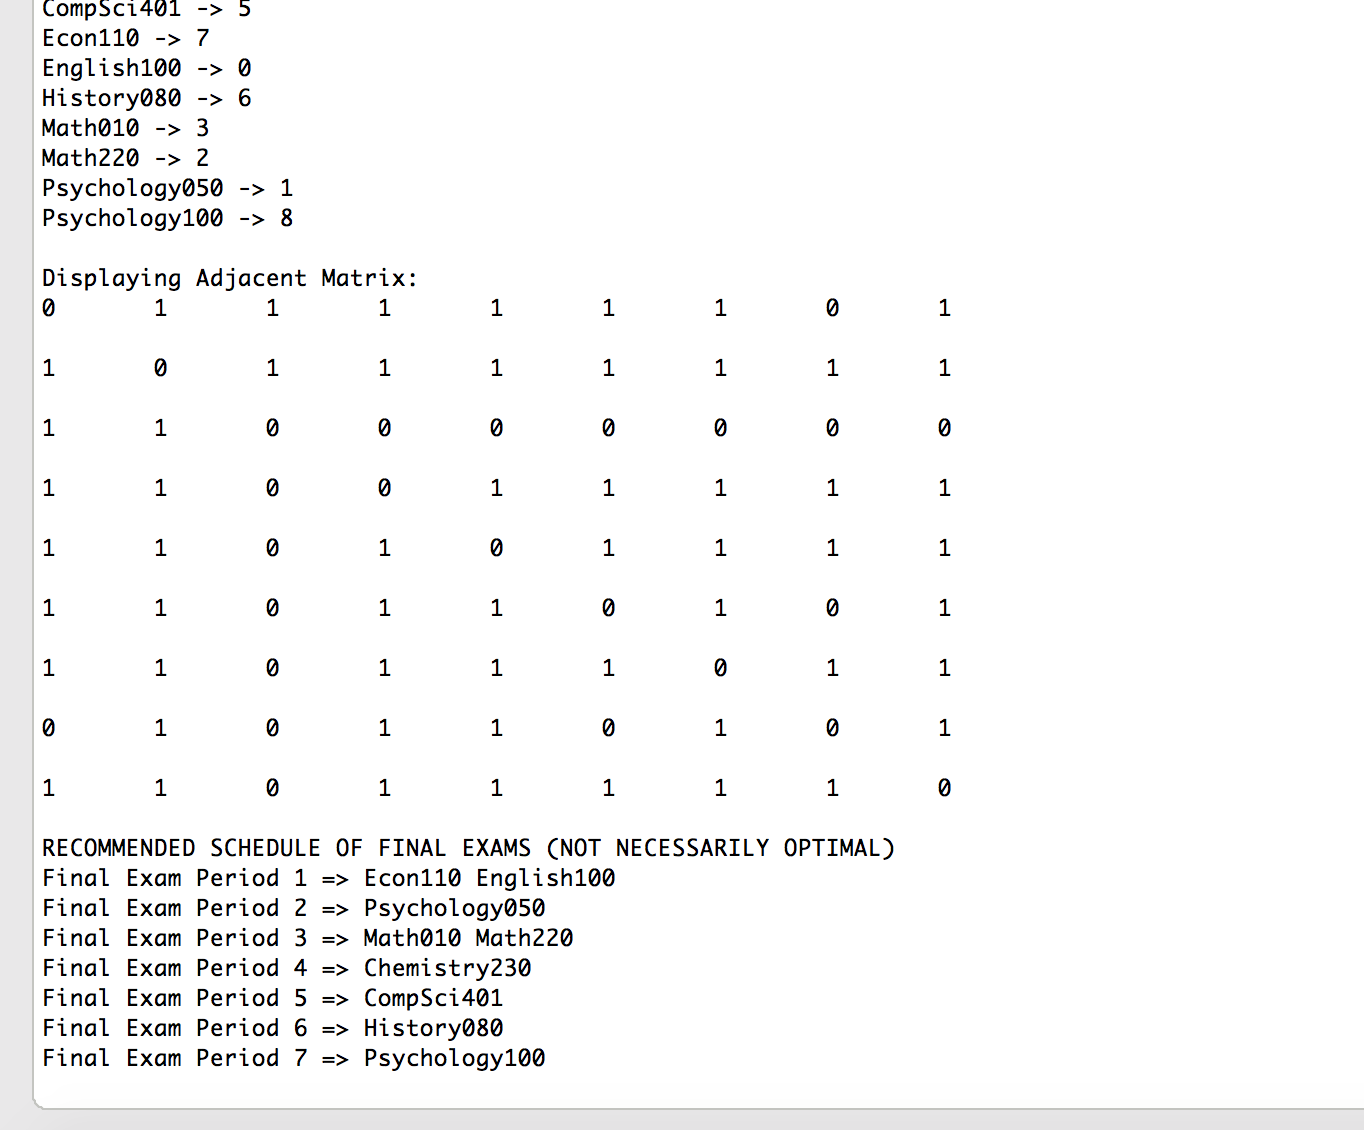 CompSci401 -> 5
Econ110 -> 7
English100 -> 0
History080 -> 6
Math010 -> 3
Math220 -> 2
Psychology050 -> 1
Psychology100 -> 8
Displaying Adjacent Matrix:
0 1 1 1 1 1 1 0 1
1 0 1 1 1 1 1 1 1
1 1 0 0 0 0 0 0 0
1 1 0 0 1 1 1 1 1
1 1 0 1 0 1 1 1 1
1 1 0 1 1 0 1 0 1
1 1 0 1 1 1 0 1 1
0 1 0 1 1 0 1 0 1
1 1 0 1 1 1 1 1 0
RECOMMENDED SCHEDULE OF FINAL EXAMS (NOT NECESSARILY OPTIMAL)
Final Exam Period 1 => Econ110 English100
Final Exam Period 2 => Psychology050
Final Exam Period 3 => Math010 Math220
Final Exam Period 4 => Chemistry230
Final Exam Period 5 => CompSci401
Final Exam Period 6 => History080
Final Exam Period 7 => Psychology100